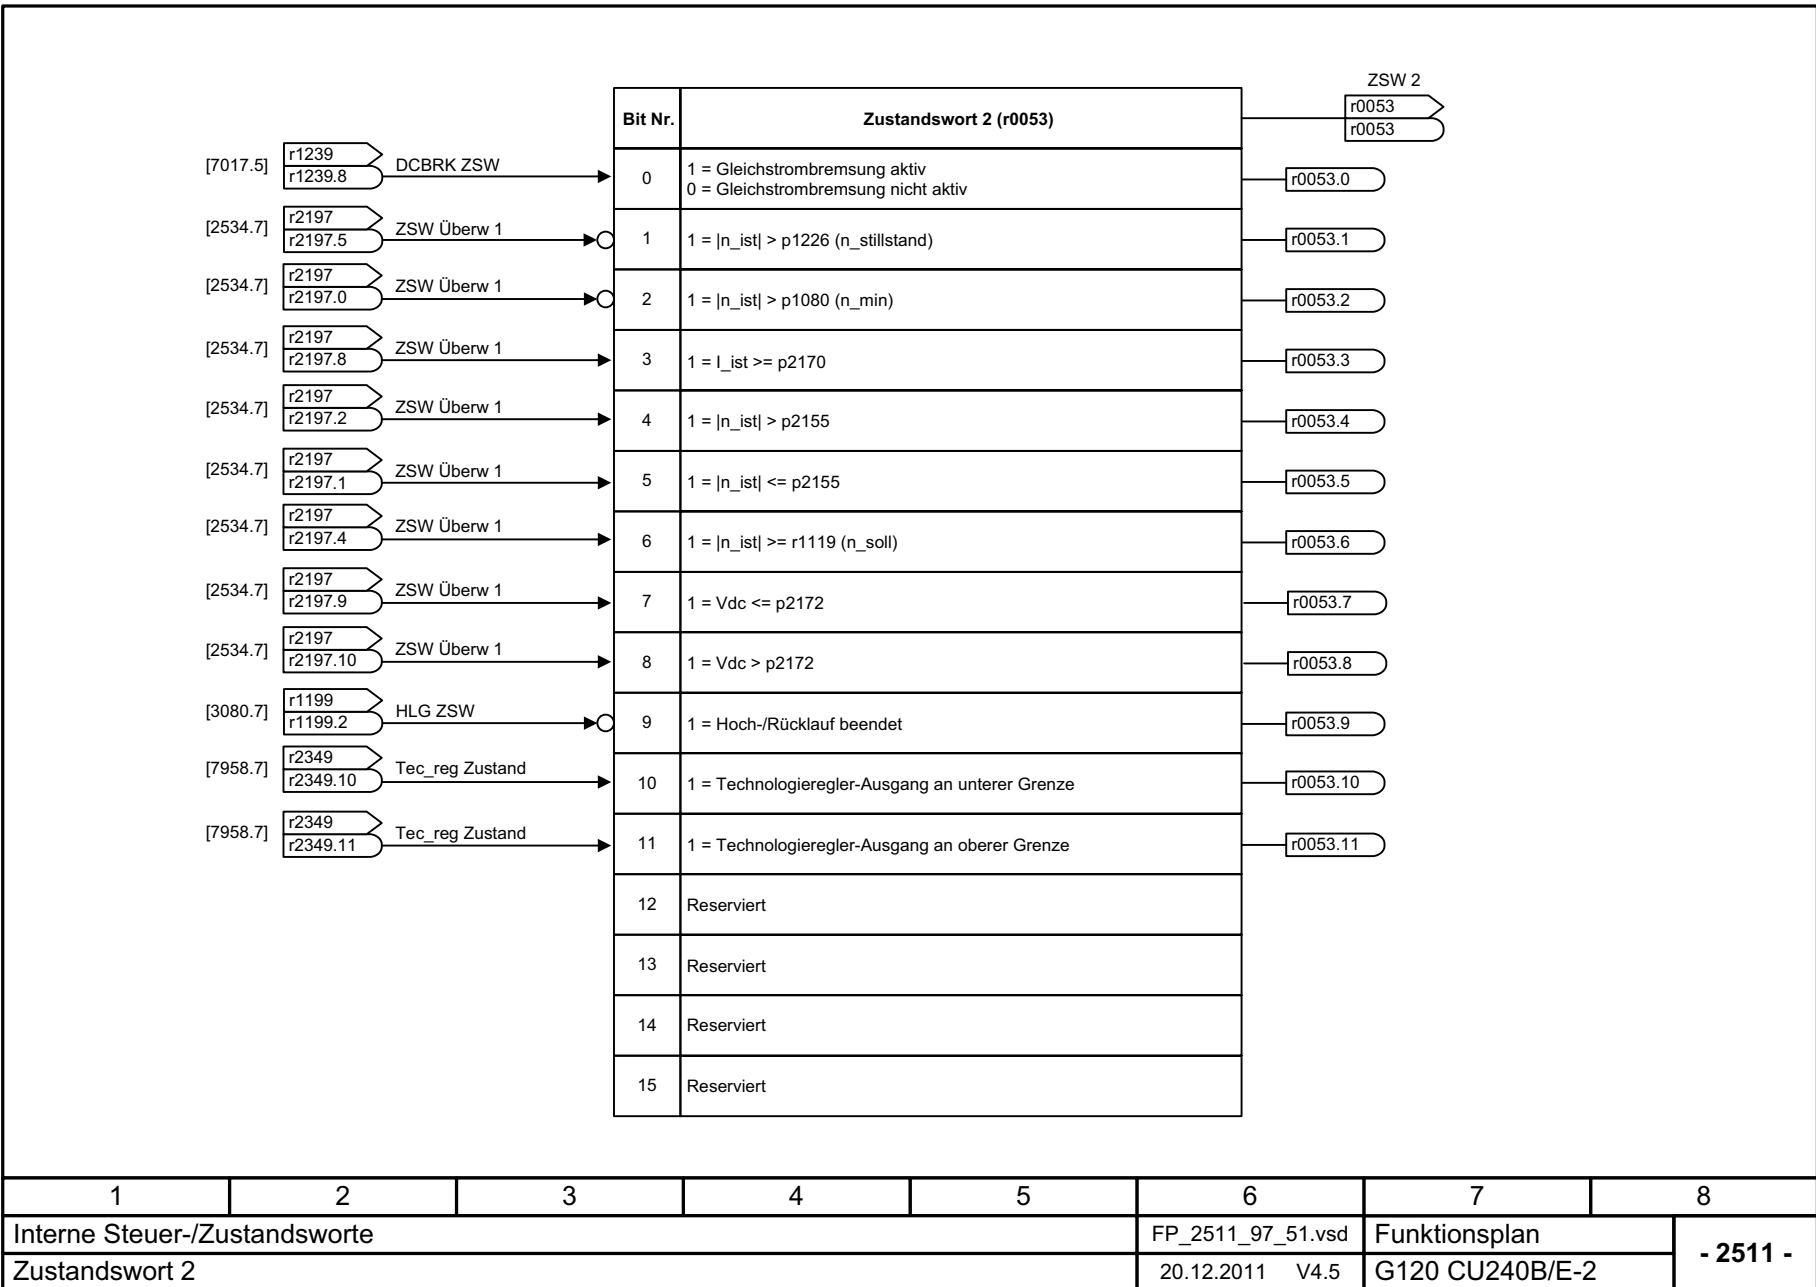 ZSW 2
r0053
r0053
Bit Nr. Zustandswort 2 (r0053)
[7017.5] r1239 DCBRK ZSW
r1239.8
0 1 = Gleichstrombremsung aktiv
0 = Gleichstrombremsung nicht aktiv
r0053.0
[2534.7] r2197 ZSW Überw 1
r2197.5
1 1 = |n_ist| > p1226 (n_stillstand) r0053.1
[2534.7] r2197 ZSW Überw 1
r2197.0
2 1 = |n_ist| > p1080 (n_min) r0053.2
[2534.7] r2197 ZSW Überw 1
r2197.8
3 1 = I_ist >= p2170 r0053.3
[2534.7] r2197 ZSW Überw 1
r2197.2
4 1 = |n_ist| > p2155 r0053.4
[2534.7] r2197 ZSW Überw 1
r2197.1
5 1 = |n_ist| <= p2155 r0053.5
[2534.7] r2197 ZSW Überw 1
r2197.4
6 1 = |n_ist| >= r1119 (n_soll) r0053.6
[2534.7] r2197 ZSW Überw 1
r2197.9
7 1 = Vdc <= p2172 r0053.7
[2534.7] r2197 ZSW Überw 1
r2197.10
8 1 = Vdc > p2172 r0053.8
[3080.7] r1199 HLG ZSW
r1199.2
9 1 = Hoch-/Rücklauf beendet r0053.9
[7958.7] r2349 Tec_reg Zustand
r2349.10
10 1 = Technologieregler-Ausgang an unterer Grenze r0053.10
[7958.7] r2349 Tec_reg Zustand
r2349.11
11 1 = Technologieregler-Ausgang an oberer Grenze r0053.11
12 Reserviert
13 Reserviert
14 Reserviert
15 Reserviert
1 2 3 4 5 6 7 8
Interne Steuer-/Zustandsworte FP_2511_97_51.vsd Funktionsplan
- 2511 -
Zustandswort 2 20.12.2011 V4.5 G120 CU240B/E-2